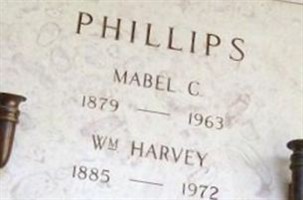 PHILLIPS
MABEL C.
1879 — 1963
WM HARVEY
1885 — 1972